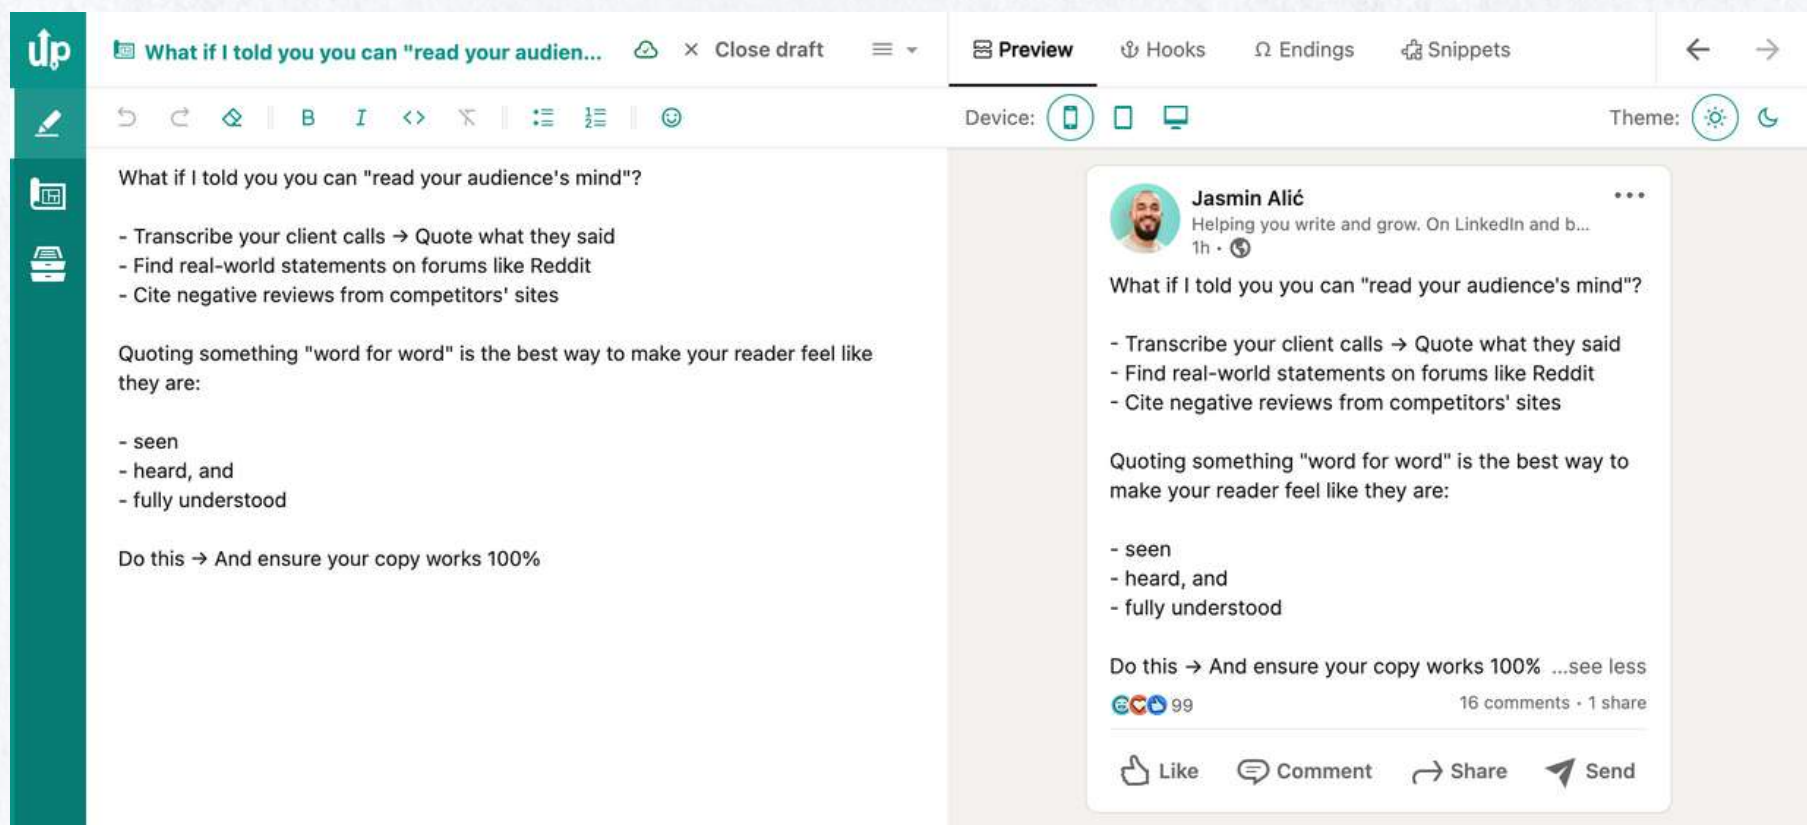 up
What if I told you you can "read your audien...
Close draft
Preview
Hooks
Endings
Snippets
B
I
Device:
Theme:
What if I told you you can "read your audience's mind"?
- Transcribe your client calls → Quote what they said
- Find real-world statements on forums like Reddit
- Cite negative reviews from competitors' sites
Quoting something "word for word" is the best way to make your reader feel like
they are:
- seen
- heard, and
- fully understood
Do this → And ensure your copy works 100%
Jasmin Alić
Helping you write and grow. On LinkedIn and b...
1h •
What if I told you you can "read your audience's mind"?
- Transcribe your client calls → Quote what they said
- Find real-world statements on forums like Reddit
- Cite negative reviews from competitors' sites
Quoting something "word for word" is the best way to
make your reader feel like they are:
- seen
- heard, and
- fully understood
Do this → And ensure your copy works 100% ...see less
99
16 comments • 1 share
Like
Comment
Share
Send